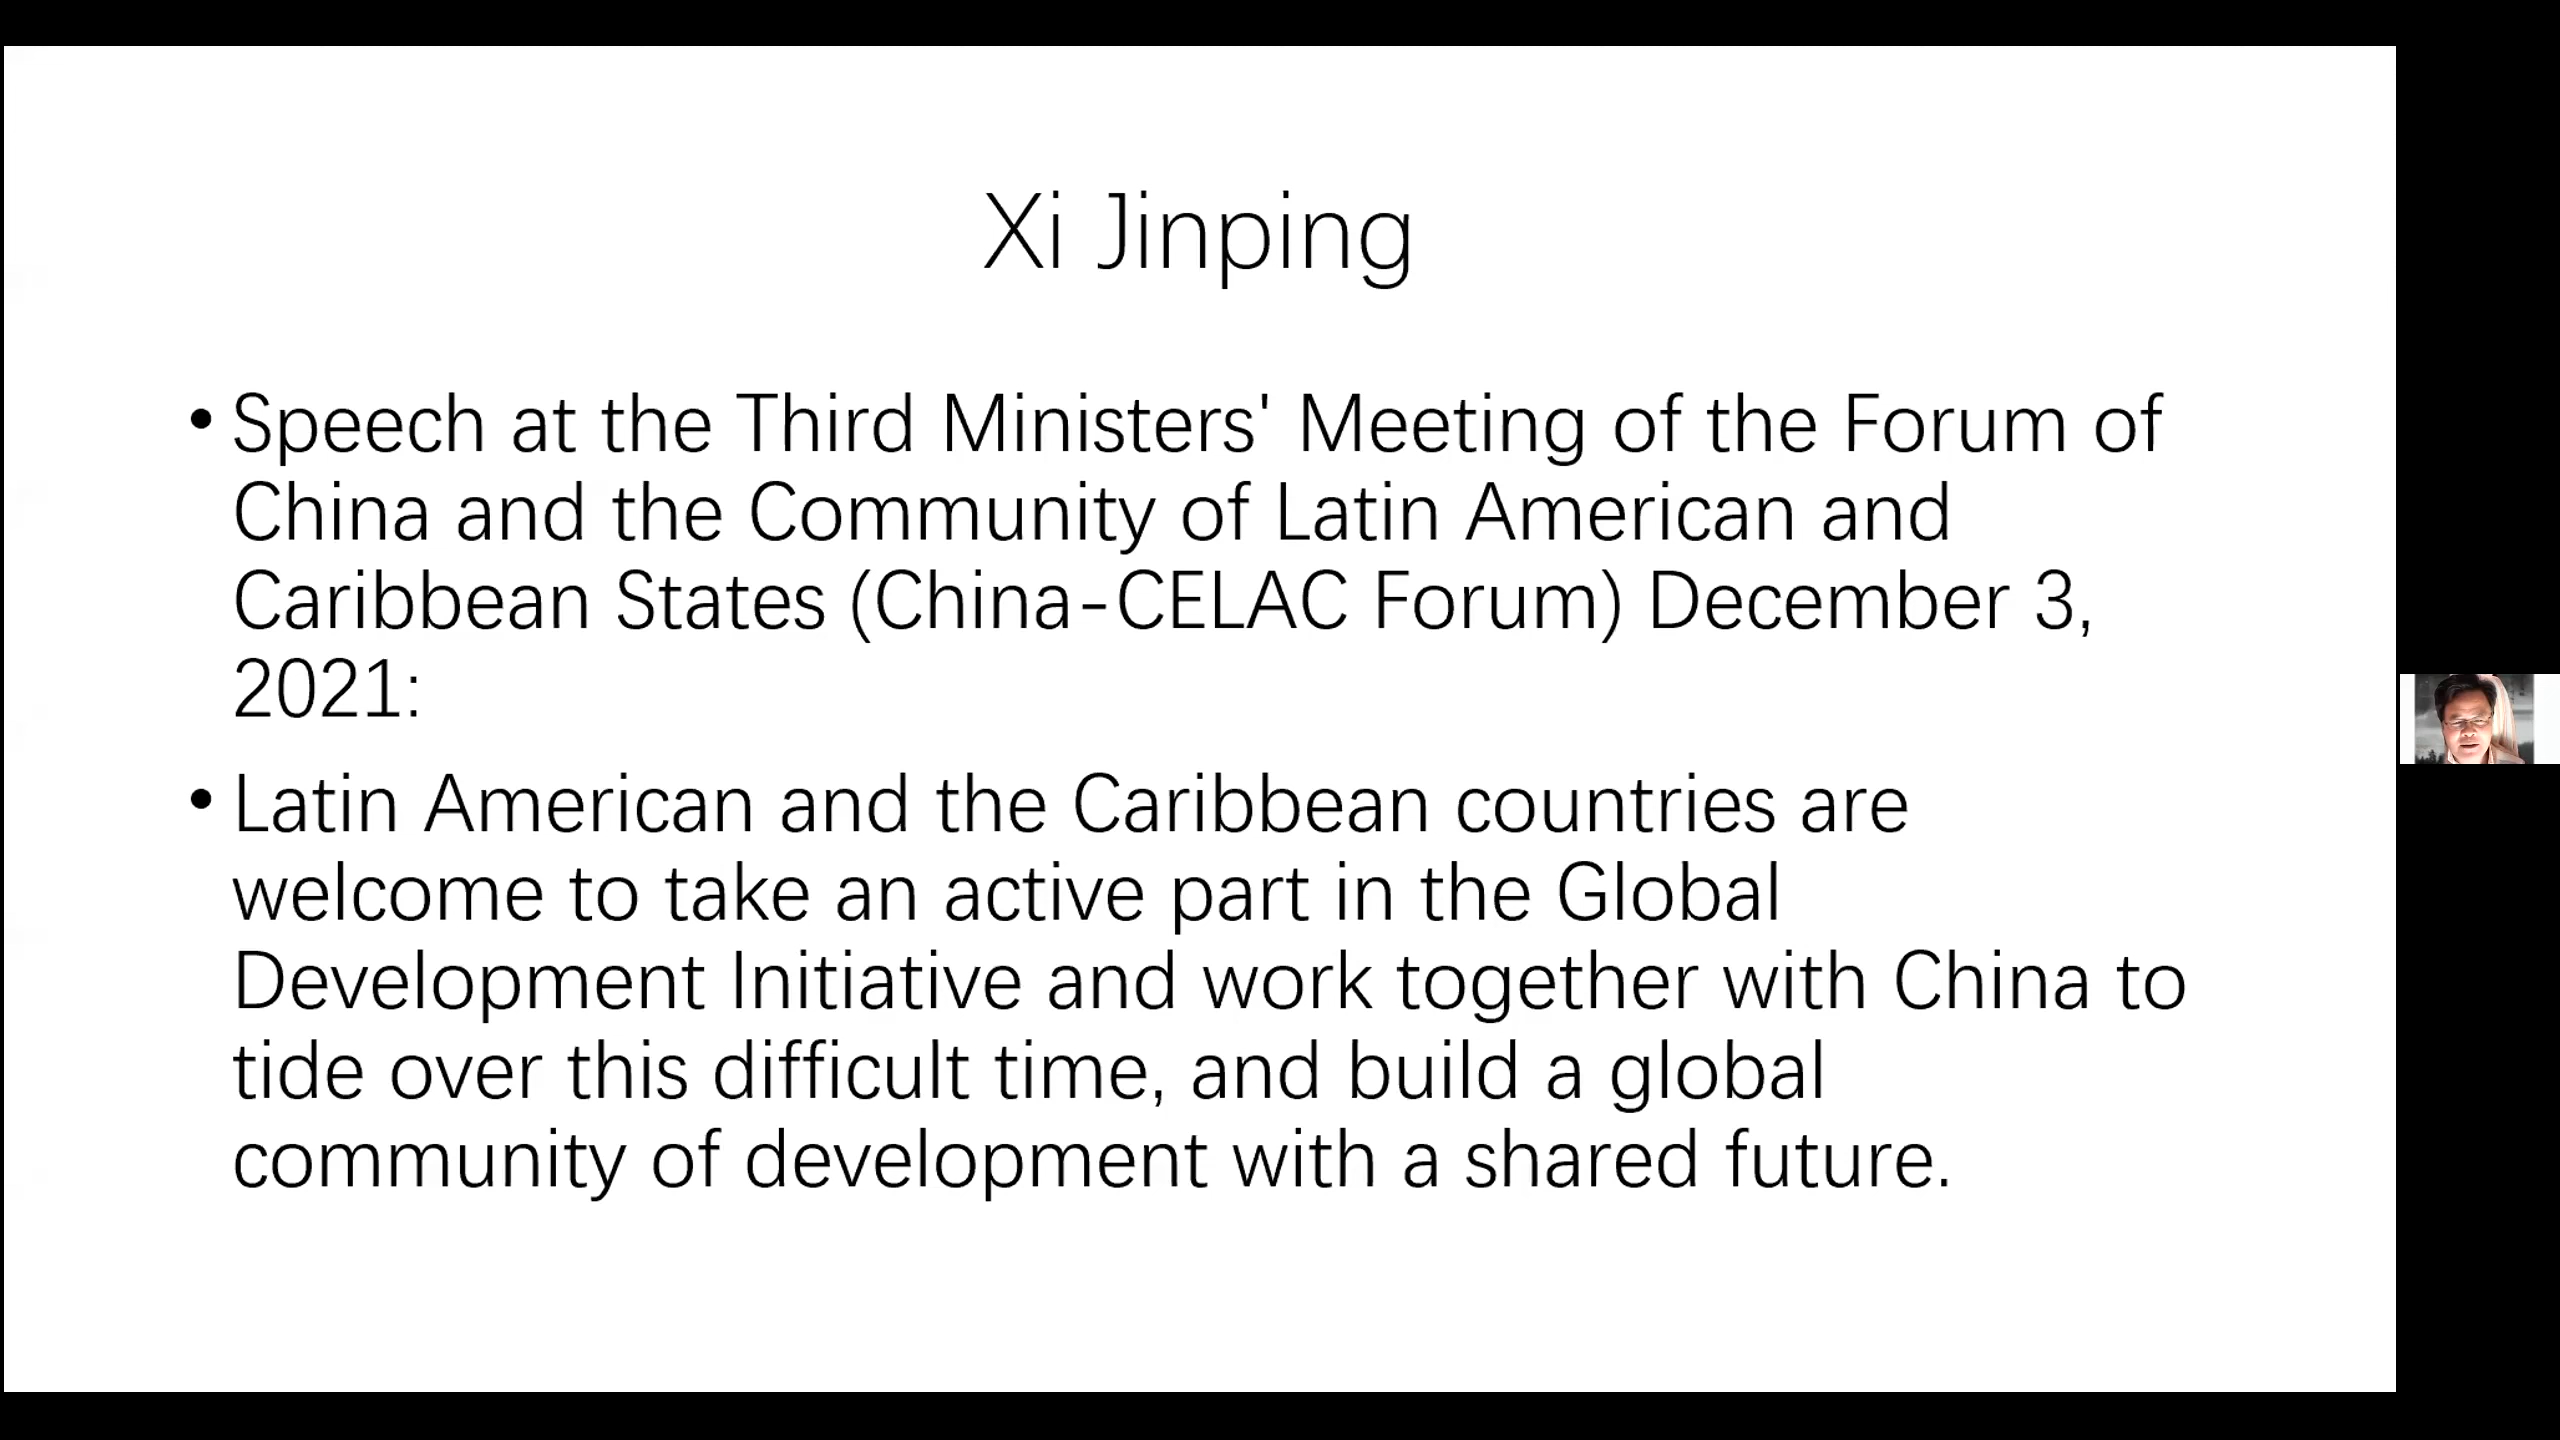 Xi Jinping
• Speech at the Third Ministers' Meeting of the Forum of
China and the Community of Latin American and
Caribbean States (China-CELAC Forum) December 3,
2021:
• Latin American and the Caribbean countries are
welcome to take an active part in the Global
Development Initiative and work together with China to
tide over this difficult time, and build a global
community of development with a shared future.